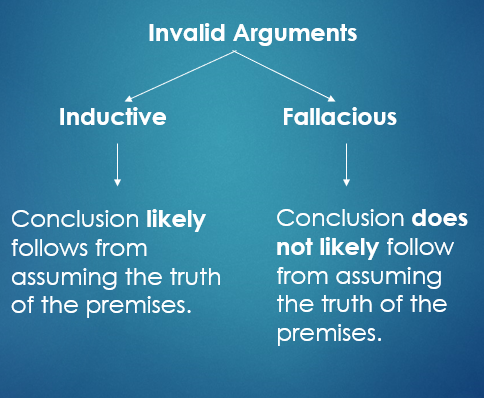 Invalid Arguments
Inductive
Fallacious
Conclusion likely
follows from
assuming the truth
of the premises.
Conclusion does
not likely follow
from assuming
the truth of the
premises.